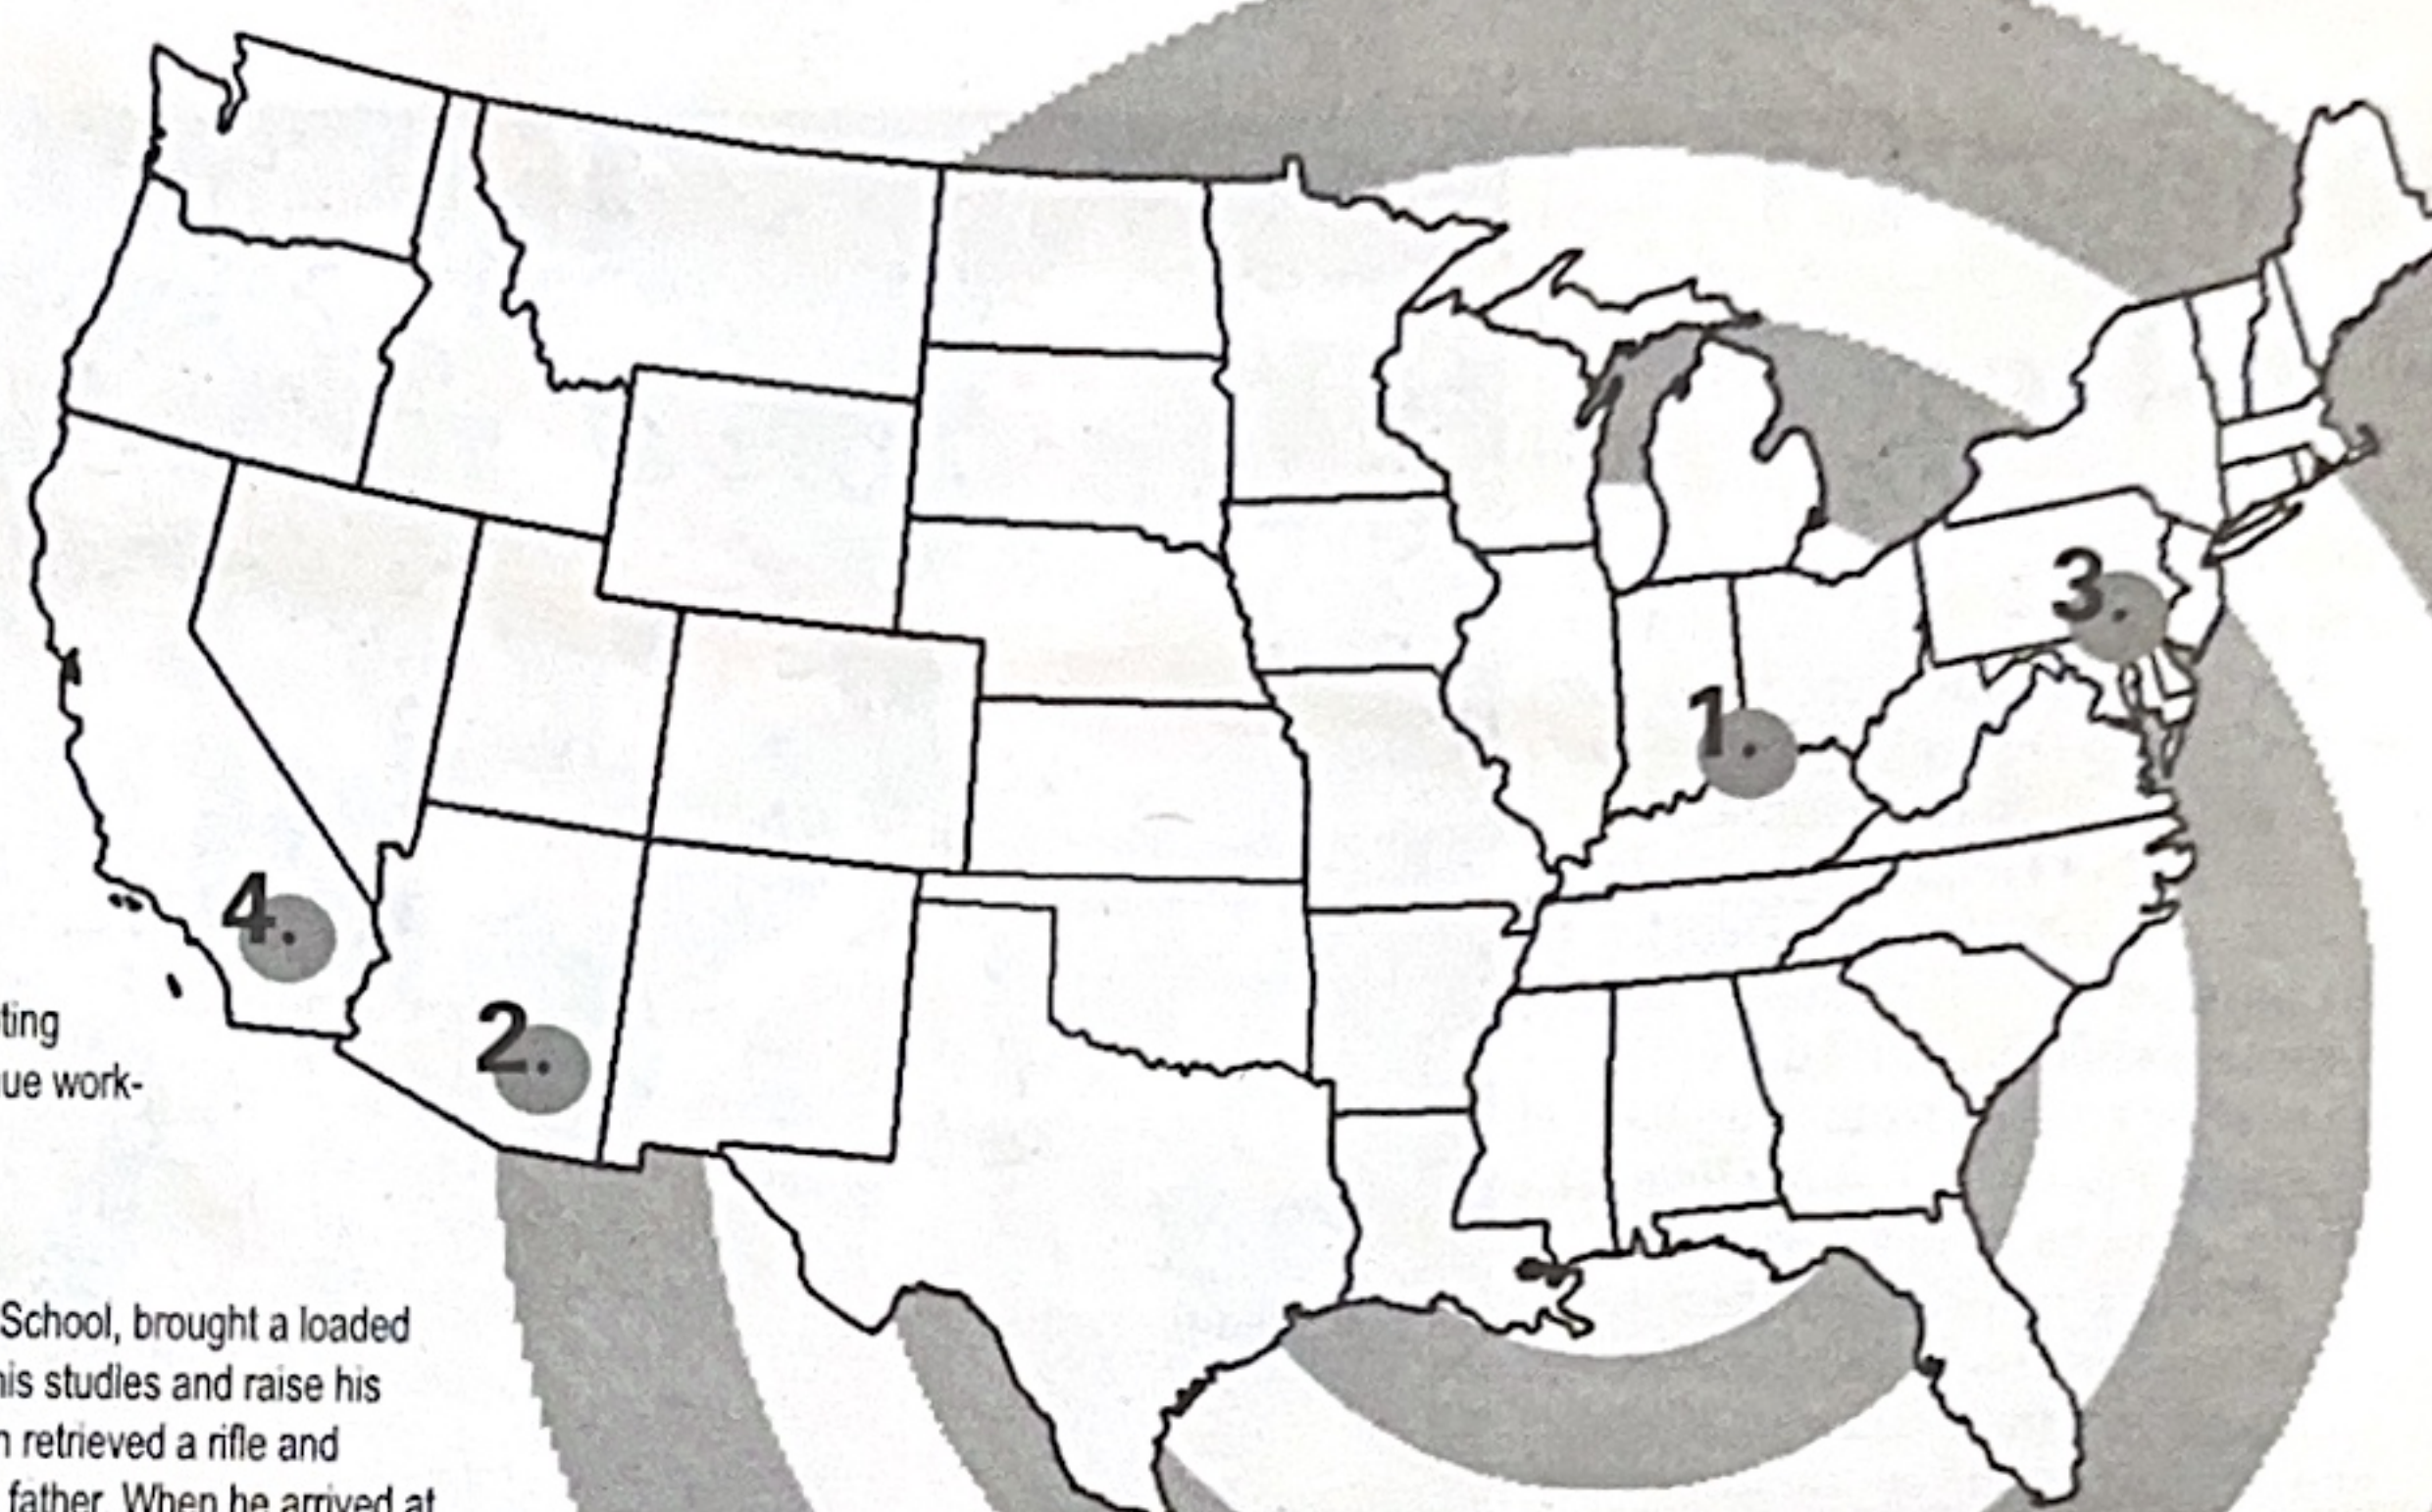 3.
1.
4.
2.
ting
ue work-
School, brought a loaded
his studies and raise his
n retrieved a rifle and
father. When he arrived at